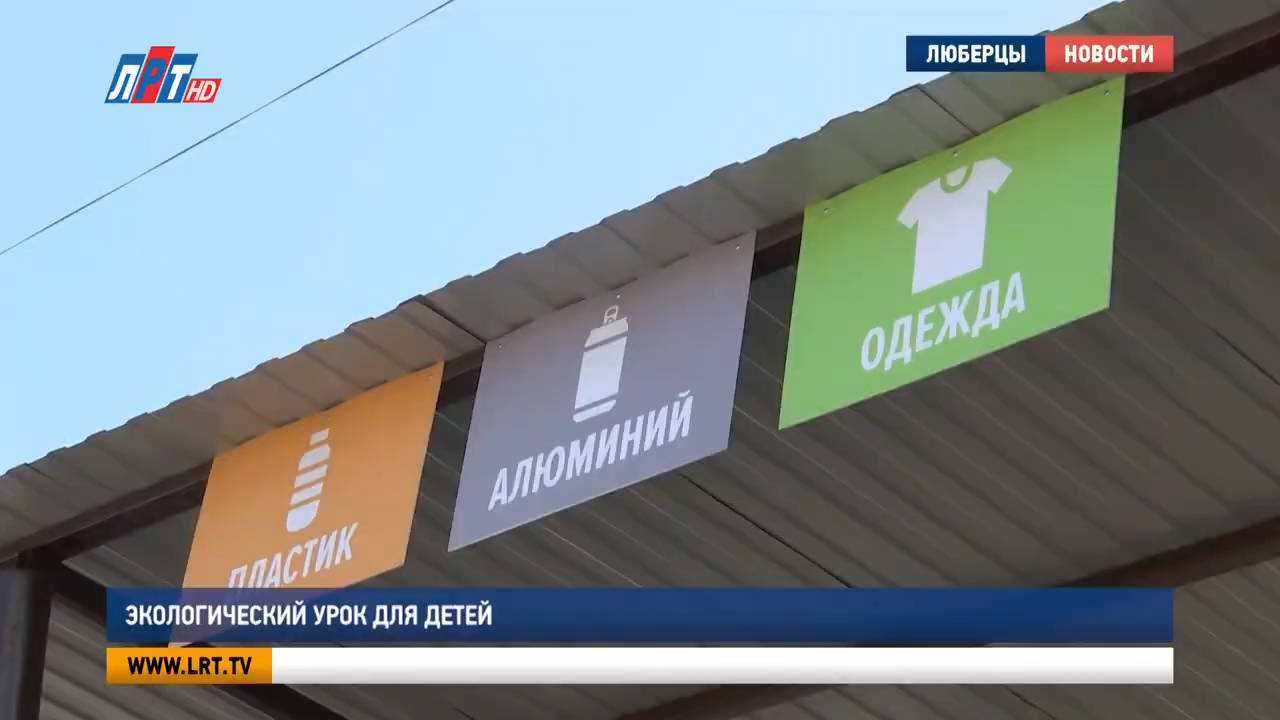 ЛРТ HD
ЛЮБЕРЦЫ НОВОСТИ
ОДЕЖДА
АЛЮМИНИЙ
ПЛАСТИК
ЭКОЛОГИЧЕСКИЙ УРОК ДЛЯ ДЕТЕЙ
WWW.LRT.TV